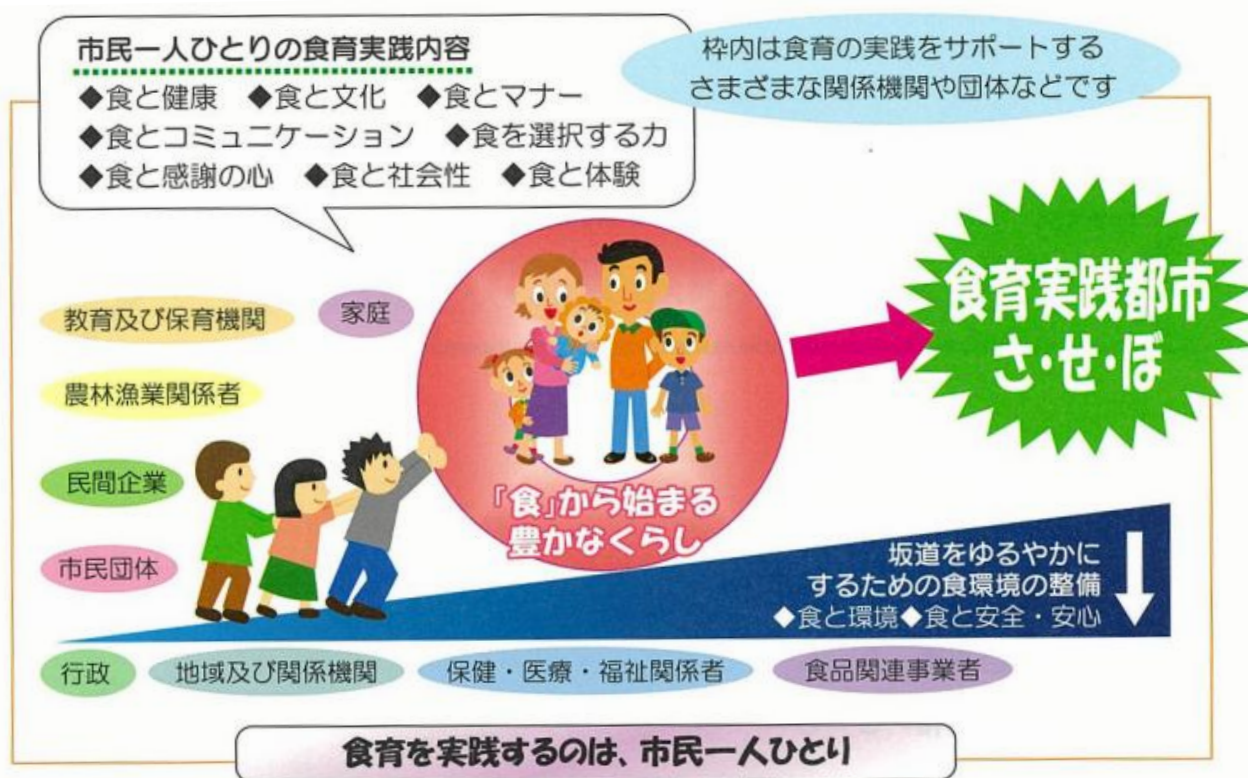 市民一人ひとりの食育実践内容
◆食と健康 ◆食と文化 ◆食とマナー
◆食とコミュニケーション ◆食を選択する力
◆食と感謝の心 ◆食と社会性 ◆食と体験
枠内は食育の実践をサポートする
さまざまな関係機関や団体などです
食育実践都市
さ・せ・ぼ
教育及び保育機関
家庭
農林漁業関係者
民間企業
市民団体
「食」から始まる
豊かなくらし
坂道をゆるやかに
するための食環境の整備
◆食と環境◆食と安全・安心
行政
地域及び関係機関
保健・医療・福祉関係者
食品関連事業者
食育を実践するのは、市民一人ひとり